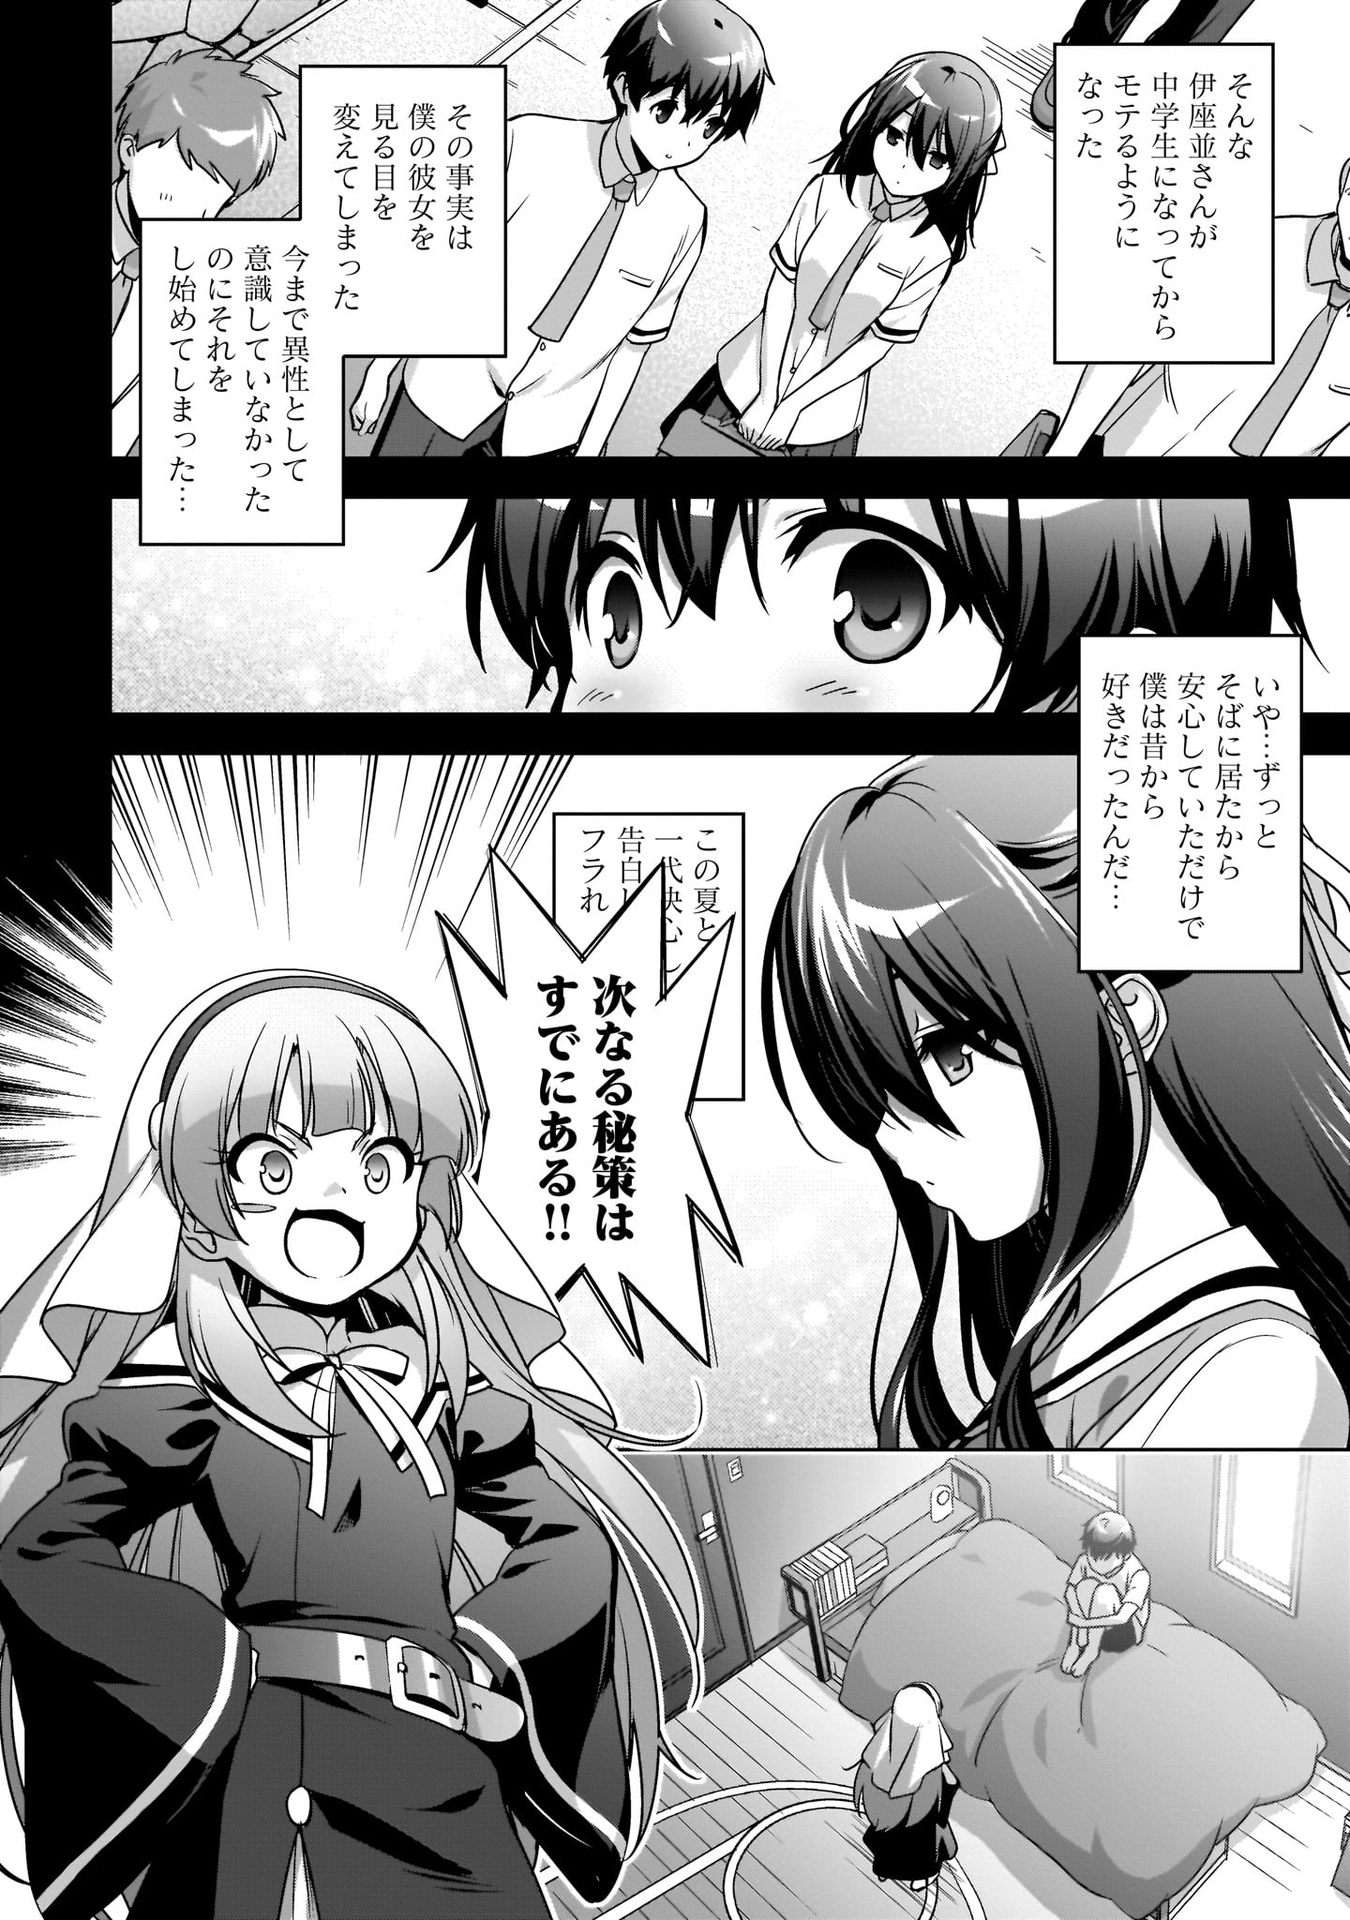 そんな
伊座並さんが
中学生になってから
モテるように
なった
その事実は
僕の彼女を
見る目を
変えてしまった
今まで異性として
意識していなかった
のにそれを
し始めてしまった…
いや…ずっと
そばに居たから
安心していただけで
僕は昔から
好きだったんだ…
この夏と
一代決心
告白し
フラれ
次なる秘策は
すでにある!!